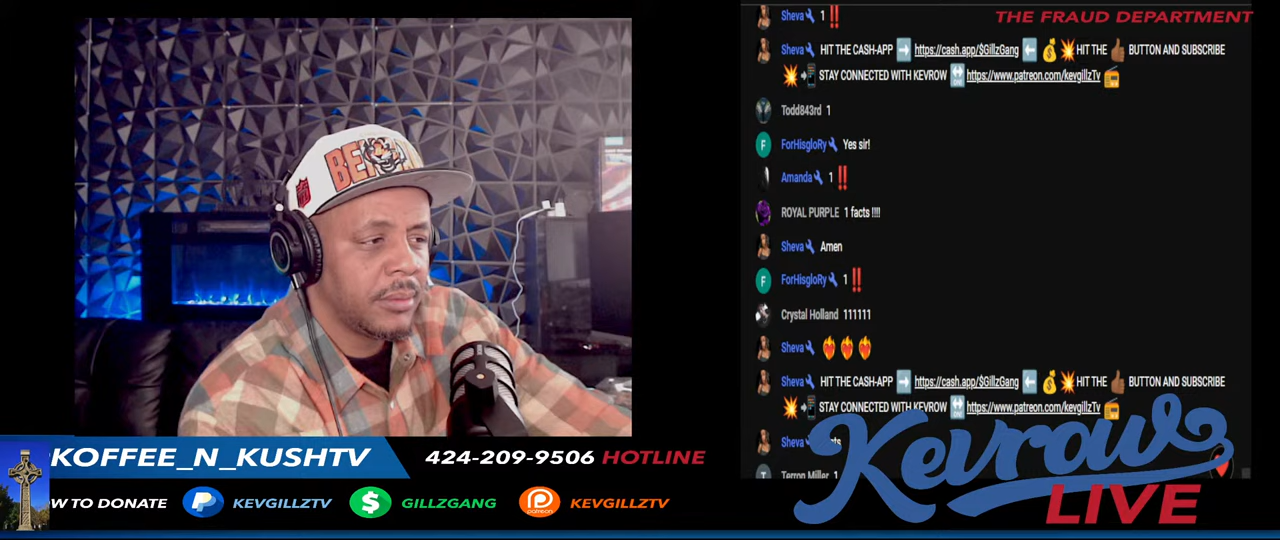 THE FRAUD DEPARTMENT
Sheva 1 ‼
Sheva HIT THE CASH-APP ➡ https://cash.app/$GillzGang ⬅ 💰 💥 HIT THE 👍🏾 BUTTON AND SUBSCRIBE
💥 📲 STAY CONNECTED WITH KEVROW https://www.patreon.com/kevgillzTv 📻
Todd843rd 1
F ForHisgloRy Yes sir!
Amanda 1 ‼
ROYAL PURPLE 1 facts !!!!
Sheva Amen
F ForHisgloRy 1 ‼
Crystal Holland 111111
Sheva ❤️‍🔥 ❤️‍🔥 ❤️‍🔥
Sheva HIT THE CASH-APP ➡ https://cash.app/$GillzGang ⬅ 💰 💥 HIT THE 👍🏾 BUTTON AND SUBSCRIBE
💥 📲 STAY CONNECTED WITH KEVROW https://www.patreon.com/kevgillzTv 📻
Sheva
T Terron Miller 1
BEN
KOFFEE_N_KUSHTV
424-209-9506 HOTLINE
W TO DONATE KEVGILLZTV GILLZGANG patreon KEVGILLZTV
Kevrow
LIVE